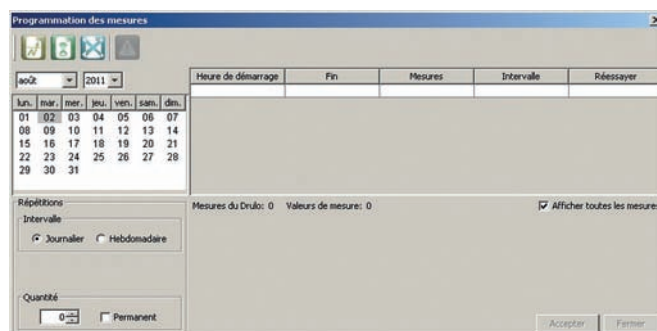 Programmation des mesures
août 2011
Heure de démarrage Fin Mesures Intervalle Réessayer
lun. mar. mer. jeu. ven. sam. dim.
01 02 03 04 05 06 07
08 09 10 11 12 13 14
15 16 17 18 19 20 21
22 23 24 25 26 27 28
29 30 31
Répétitions
Mesures du Drulo: 0 Valeurs de mesure: 0
Afficher toutes les mesures
Intervalle
Journalier Hebdomadaire
Quantité
0 Permanent
Accepter Fermer